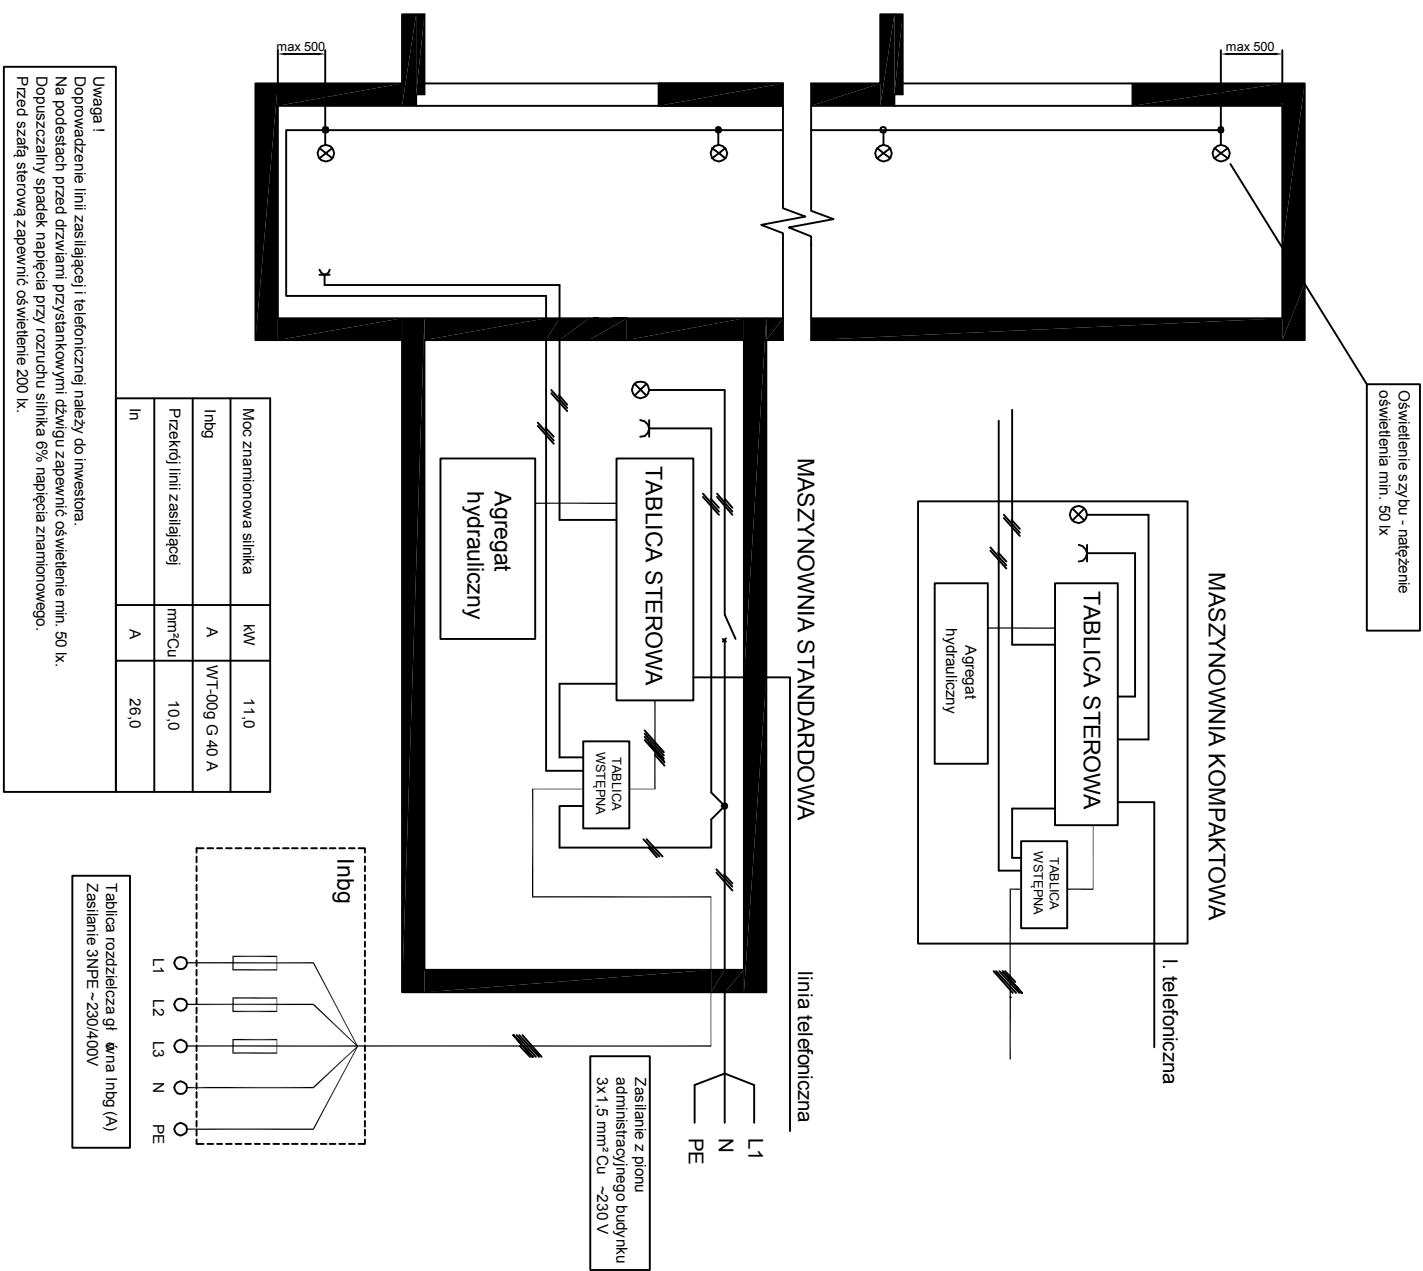 max 500
max 500
Oświetlenie szybu - natężenie
oświetlenia min. 50 lx
MASZYNOWNIA KOMPAKTOWA
TABLICA STEROWA
Agregat
hydrauliczny
TABLICA
WSTĘPNA
l. telefoniczna
MASZYNOWNIA STANDARDOWA
TABLICA STEROWA
Agregat
hydrauliczny
TABLICA
WSTĘPNA
linia telefoniczna
L1
N
PE
Zasilanie z pionu
administracyjnego budynku
3x1,5 mm² Cu ~230 V
Inbg
L1
L2
L3
N
PE
Tablica rozdzielcza gł ówna Inbg (A)
Zasilanie 3NPE ~ 230/400V
Moc znamionowa silnika kW 11,0
Inbg A WT-00g G 40 A
Przekrój linii zasilającej mm²Cu 10,0
In A 26,0
Uwaga !
Doprowadzenie linii zasilającej i telefonicznej należy do inwestora.
Na podestach przed drzwiami przystankowymi dźwigu zapewnić oświetlenie min. 50 lx.
Dopuszczalny spadek napięcia przy rozruchu silnika 6% napięcia znamionowego.
Przed szafą sterową zapewnić oświetlenie 200 lx.